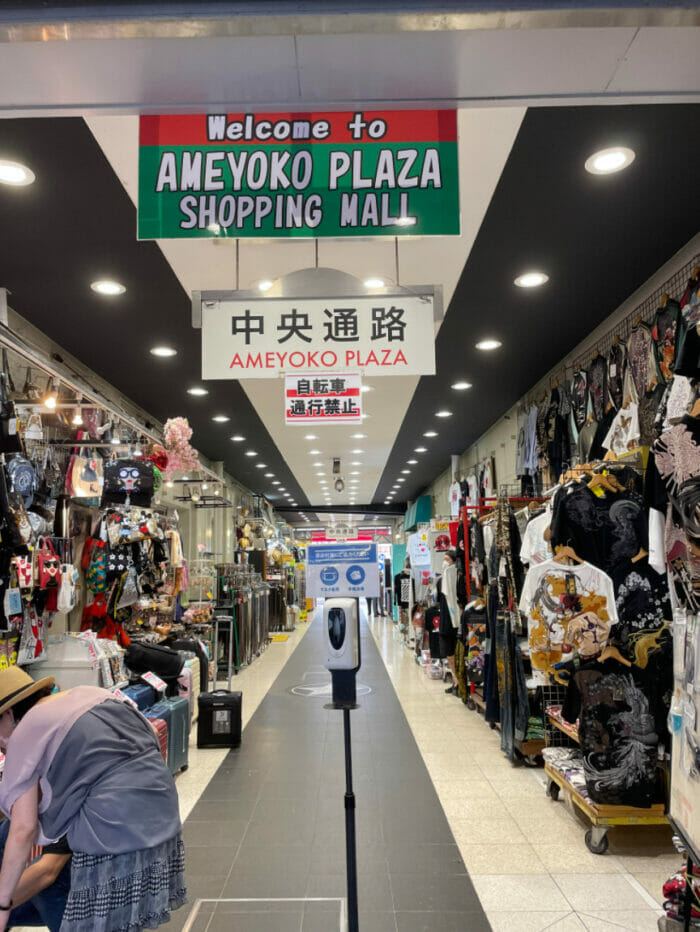 Welcome to
AMEYOKO PLAZA
SHOPPING MALL
中央通路
AMEYOKO PLAZA
自転車
通行禁止